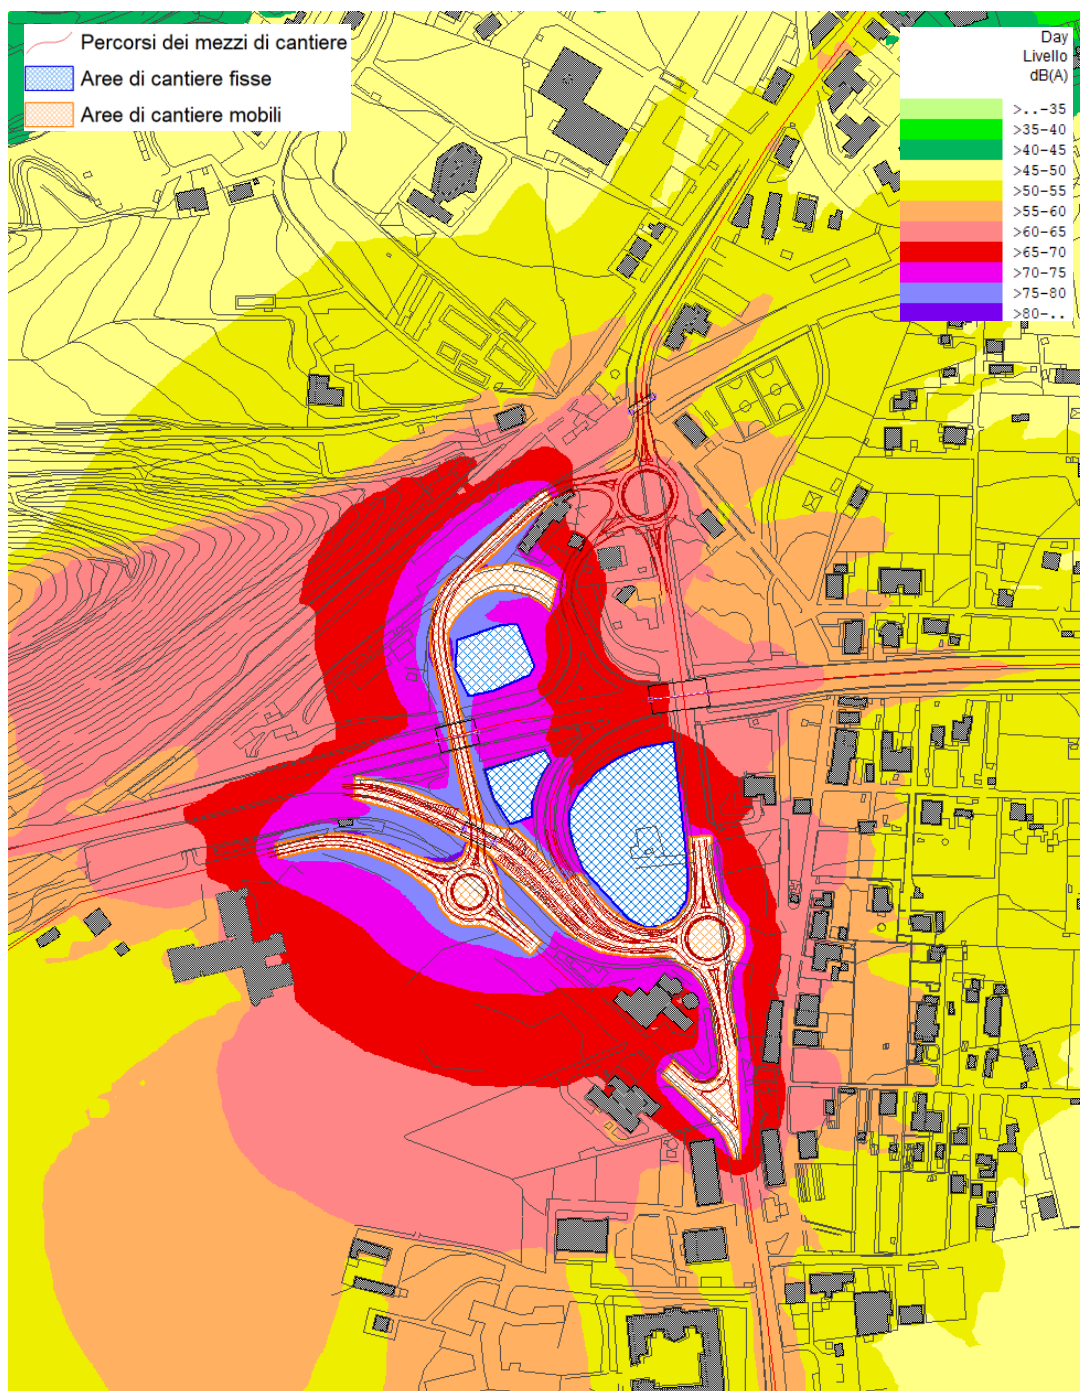 Percorsi dei mezzi di cantiere
Aree di cantiere fisse
Aree di cantiere mobili
Day
Livello
dB(A)
>..-35
>35-40
>40-45
>45-50
>50-55
>55-60
>60-65
>65-70
>70-75
>75-80
>80-..